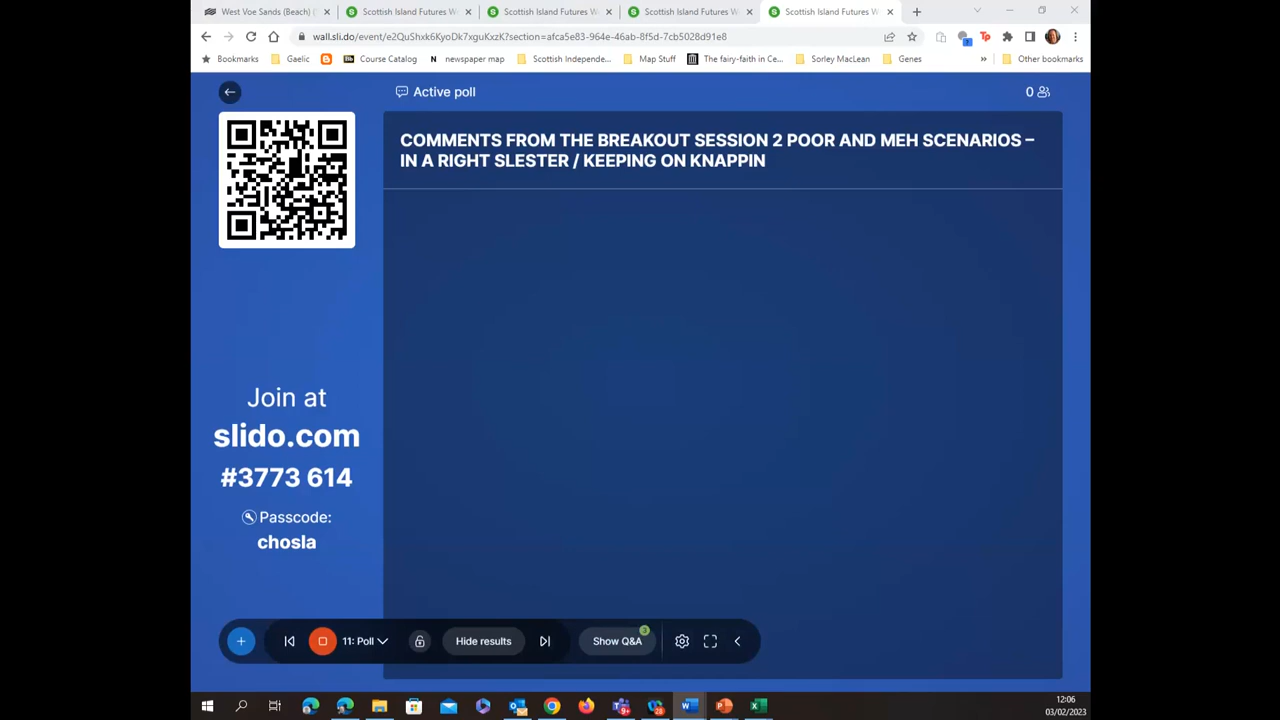 West Voe Sands (Beach)
Scottish Island Futures W
Scottish Island Futures W
Scottish Island Futures W
Scottish Island Futures W
wall.sli.do/event/e2QuShxk6KyoDk7xguKxzK?section=afca5e83-964e-46ab-8f5d-7cb5028d91e8
Bookmarks
Gaelic
Course Catalog
N newspaper map
Scottish Independe...
Map Stuff
The fairy-faith in Ce...
Sorley MacLean
Genes
»
Other bookmarks
Active poll
0
COMMENTS FROM THE BREAKOUT SESSION 2 POOR AND MEH SCENARIOS –
IN A RIGHT SLESTER / KEEPING ON KNAPPIN
Join at
slido.com
#3773 614
Passcode:
chosla
11: Poll
Hide results
Show Q&A
3
12:06
03/02/2023